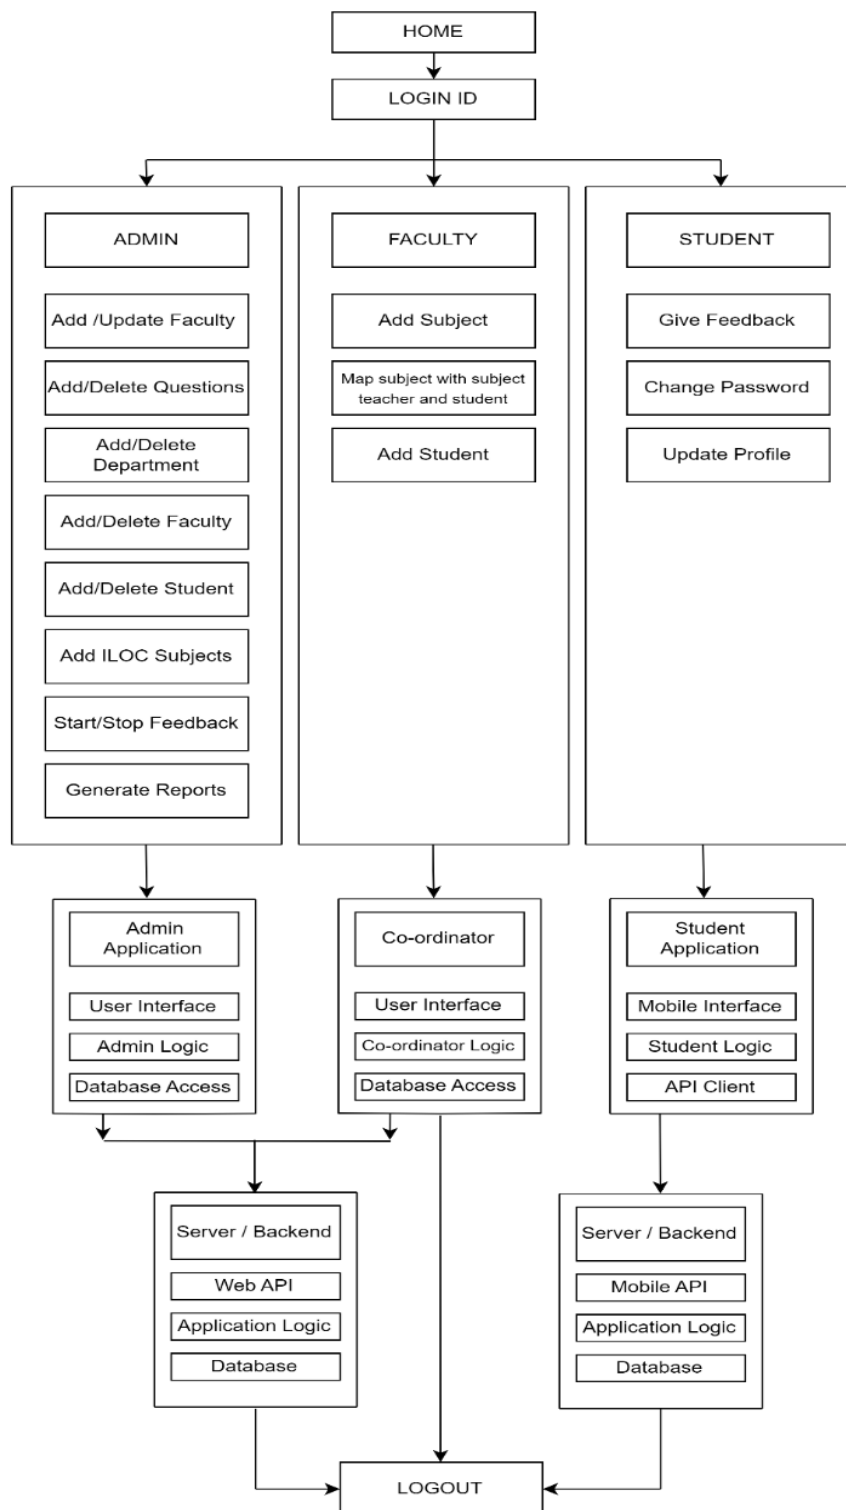 HOME
LOGIN ID
ADMIN
Add /Update Faculty
Add/Delete Questions
Add/Delete
Department
Add/Delete Faculty
Add/Delete Student
Add ILOC Subjects
Start/Stop Feedback
Generate Reports
FACULTY
Add Subject
Map subject with subject
teacher and student
Add Student
STUDENT
Give Feedback
Change Password
Update Profile
Admin
Application
User Interface
Admin Logic
Database Access
Co-ordinator
User Interface
Co-ordinator Logic
Database Access
Student
Application
Mobile Interface
Student Logic
API Client
Server / Backend
Web API
Application Logic
Database
Server / Backend
Mobile API
Application Logic
Database
LOGOUT